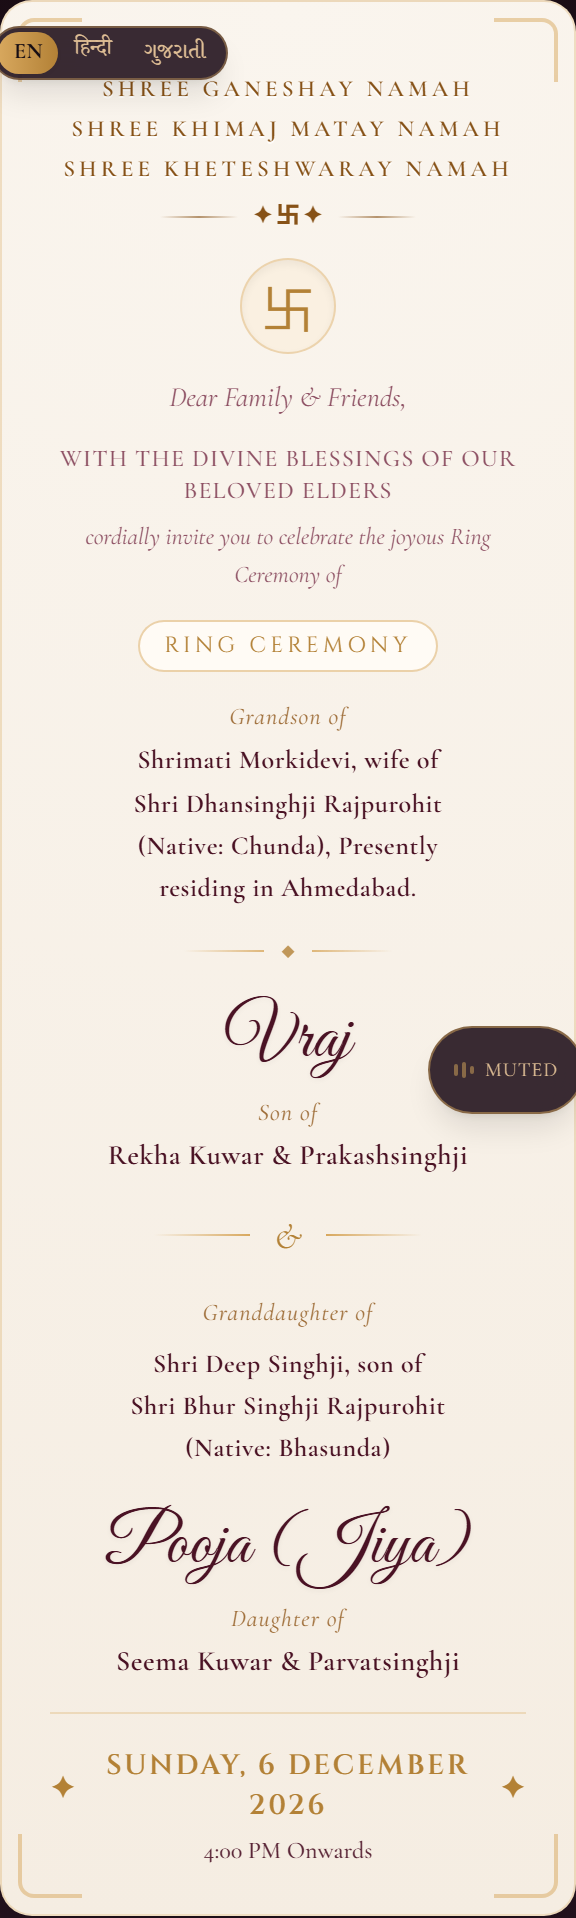 EN हिन्दी ગુજરાતી
SHREE GANESHAY NAMAH
SHREE KHIMAJ MATAY NAMAH
SHREE KHETESHWARAY NAMAH
✦卐✦
卐
Dear Family & Friends,
WITH THE DIVINE BLESSINGS OF OUR
BELOVED ELDERS
cordially invite you to celebrate the joyous Ring
Ceremony of
RING CEREMONY
Grandson of
Shrimati Morkidevi, wife of
Shri Dhansinghji Rajpurohit
(Native: Chunda), Presently
residing in Ahmedabad.
Vraj
MUTED
Son of
Rekha Kuwar & Prakashsinghji
&
Granddaughter of
Shri Deep Singhji, son of
Shri Bhur Singhji Rajpurohit
(Native: Bhasunda)
Pooja (Jiya)
Daughter of
Seema Kuwar & Parvatsinghji
SUNDAY, 6 DECEMBER
2026
4:00 PM Onwards